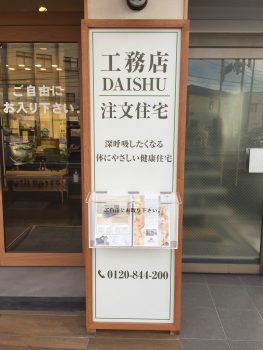 ご自由に
お入り下さい。
工務店
DAISHU
注文住宅
深呼吸したくなる
体にやさしい健康住宅
ご自由にお取り下さい。
0120-844-200